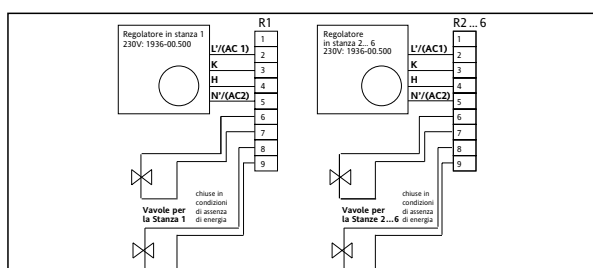 R1
Regolatore
in stanza 1
230V: 1936-00.500
L'/(AC 1)
K
H
N'/(AC2)
1
2
3
4
5
6
7
8
9
Vavole per
la Stanza 1
chiuse in
condizioni
di assenza
di energia
R2 ... 6
Regolatore
in stanza 2... 6
230V: 1936-00.500
L'/(AC1)
K
H
N'/(AC2)
1
2
3
4
5
6
7
8
9
Vavole per
la Stanze 2...6
chiuse in
condizioni
di assenza
di energia